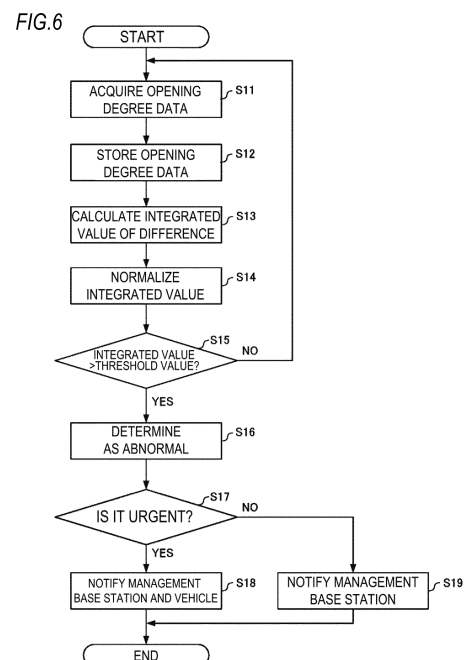 FIG.6
START
ACQUIRE OPENING
DEGREE DATA
S11
STORE OPENING
DEGREE DATA
S12
CALCULATE INTEGRATED
VALUE OF DIFFERENCE
S13
NORMALIZE
INTEGRATED VALUE
S14
S15
INTEGRATED VALUE
>THRESHOLD VALUE?
NO
YES
DETERMINE
AS ABNORMAL
S16
S17
IS IT URGENT?
NO
YES
NOTIFY MANAGEMENT
BASE STATION AND VEHICLE
S18
NOTIFY MANAGEMENT
BASE STATION
S19
END